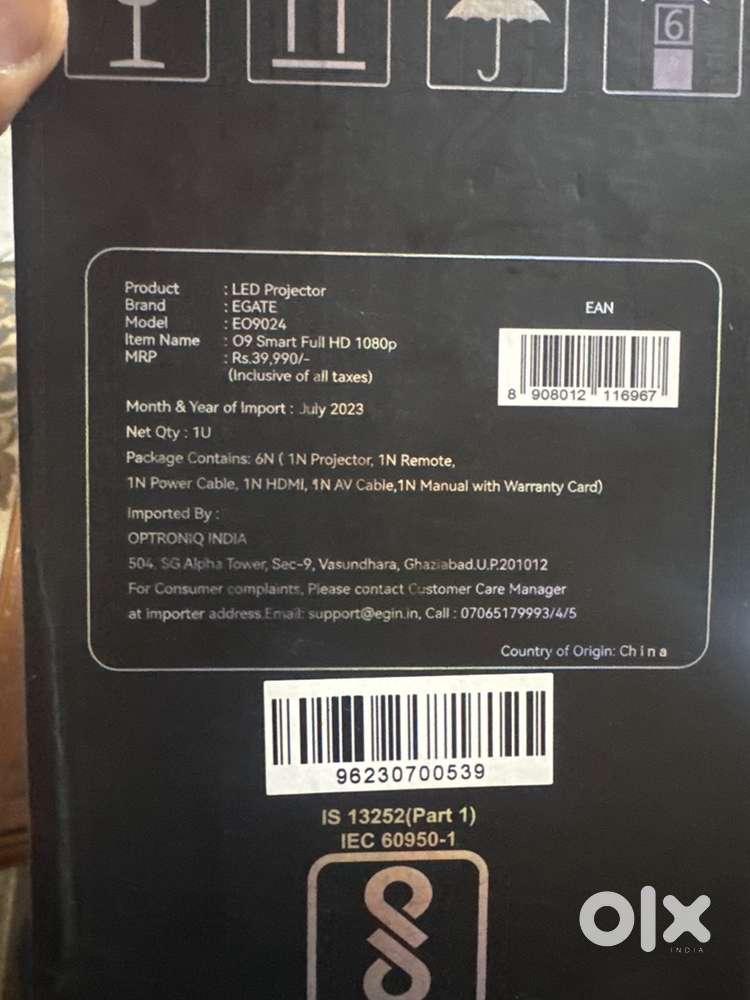 6
Product : LED Projector
Brand : EGATE
Model : EO9024
Item Name : O9 Smart Full HD 1080p
MRP : Rs.39,990/-
(Inclusive of all taxes)
EAN
8 908012 116967
Month & Year of Import : July 2023
Net Qty : 1U
Package Contains: 6N ( 1N Projector, 1N Remote,
1N Power Cable, 1N HDMI, 1N AV Cable,1N Manual with Warranty Card)
Imported By :
OPTRONIQ INDIA
504, SG Alpha Tower, Sec-9, Vasundhara, Ghaziabad.U.P.201012
For Consumer complaints, Please contact Customer Care Manager
at importer address.Email: support@egin.in, Call : 07065179993/4/5
Country of Origin: China
96230700539
IS 13252(Part 1)
IEC 60950-1
olx
INDIA